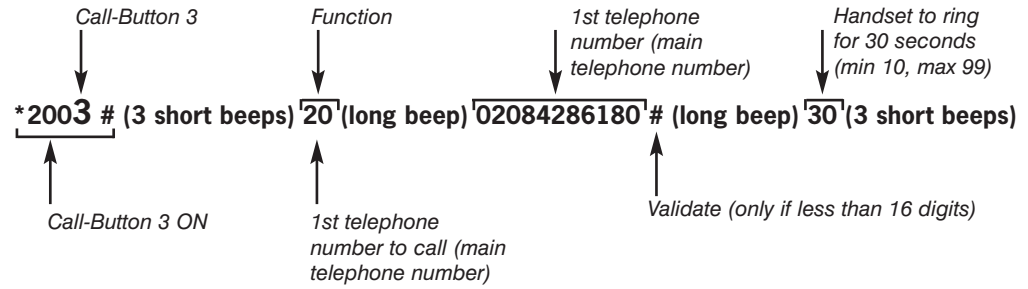 Call-Button 3
Function
1st telephone
number (main
telephone number)
Handset to ring
for 30 seconds
(min 10, max 99)
*2003 # (3 short beeps) 20 (long beep) 02084286180 # (long beep) 30 (3 short beeps)
Call-Button 3 ON
1st telephone
number to call (main
telephone number)
Validate (only if less than 16 digits)